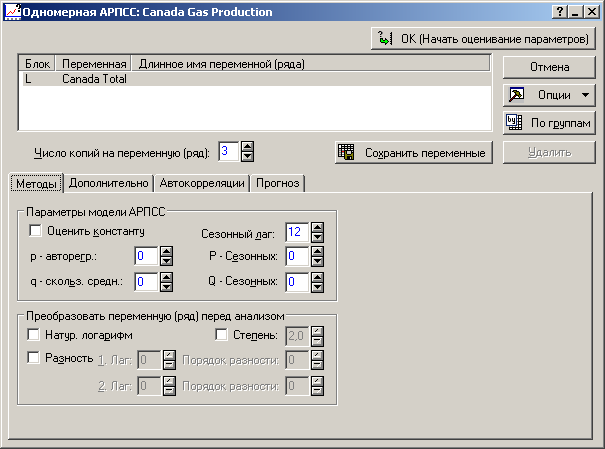 Одномерная АРПСС: Canada Gas Production
OK (Начать оценивание параметров)
Блок Переменная Длинное имя переменной (ряда)
L Canada Total
Отмена
Опции
По группам
Удалить
Число копий на переменную (ряд): 3
Сохранить переменные
Методы Дополнительно Автокорреляции Прогноз
Параметры модели АРПСС
Оценить константу Сезонный лаг: 12
p - авторегр.: 0 P - Сезонных: 0
q - скольз. средн.: 0 Q - Сезонных: 0
Преобразовать переменную (ряд) перед анализом
Натур. логарифм Степень: 2,0
Разность 1. Лаг: 0 Порядок разности: 0
2. Лаг: 0 Порядок разности: 0